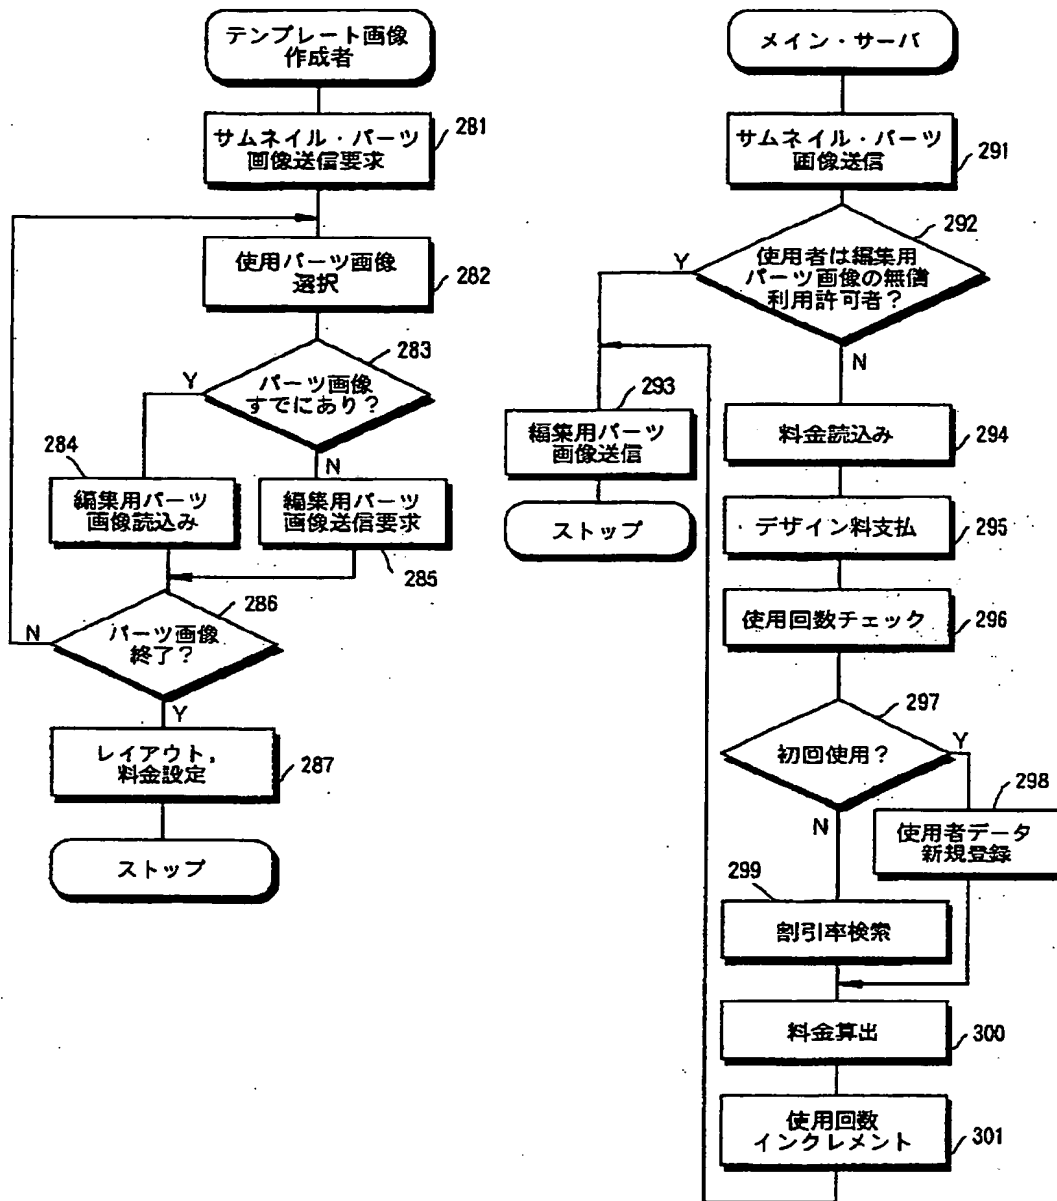 テンプレート画像
作成者
サムネイル・パーツ
画像送信要求
281
使用パーツ画像
選択
282
283
パーツ画像
すでにあり?
Y
N
284
編集用パーツ
画像読込み
編集用パーツ
画像送信要求
285
286
パーツ画像
終了?
N
Y
レイアウト,
料金設定
287
ストップ
メイン・サーバ
サムネイル・パーツ
画像送信
291
292
使用者は編集用
パーツ画像の無償
利用許可者?
Y
N
293
編集用パーツ
画像送信
ストップ
料金読込み
294
デザイン料支払
295
使用回数チェック
296
297
初回使用?
Y
N
298
使用者データ
新規登録
299
割引率検索
料金算出
300
使用回数
インクレメント
301